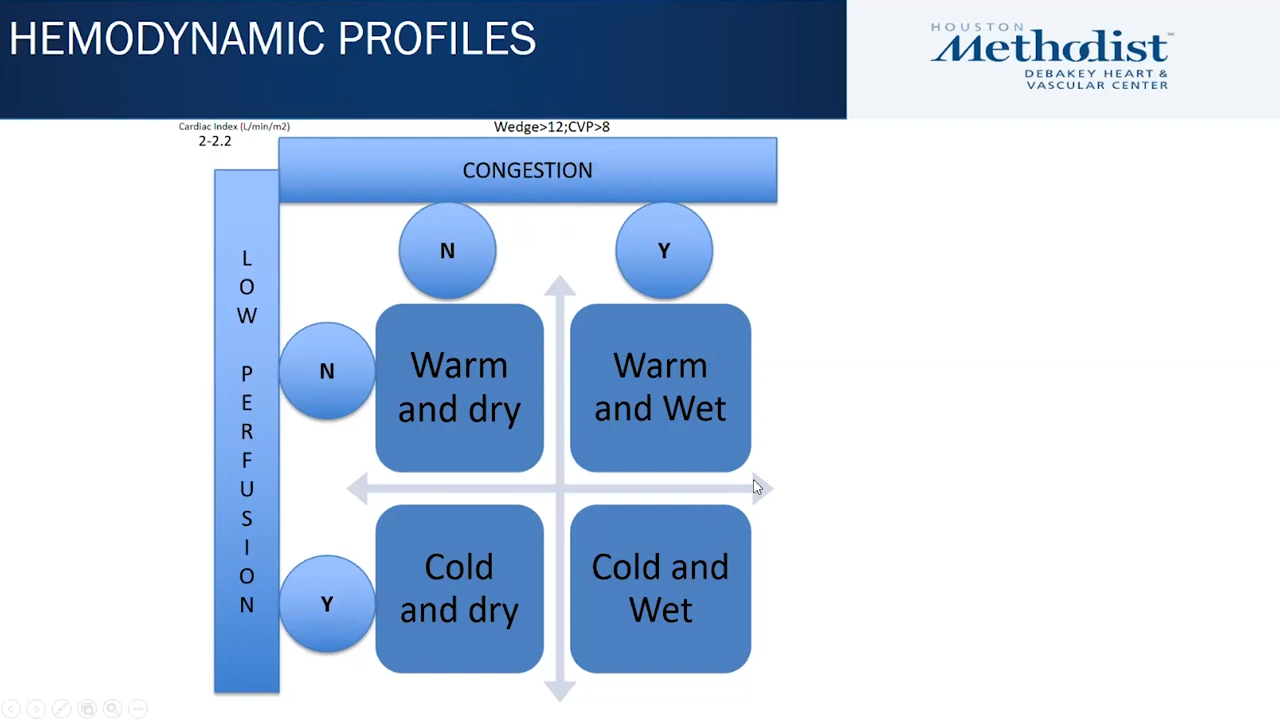 HEMODYNAMIC PROFILES
HOUSTON
Methodist
DEBAKEY HEART &
VASCULAR CENTER
Cardiac Index (L/min/m2)
2-2.2
Wedge>12;CVP>8
CONGESTION
N
Y
L
O
W
P
E
R
F
U
S
I
O
N
N
Warm
and dry
Warm
and Wet
Y
Cold
and dry
Cold and
Wet